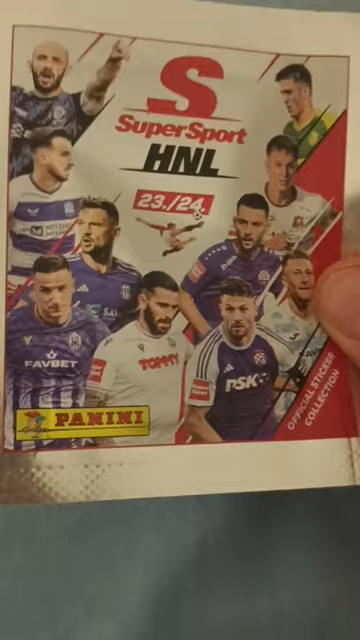 S
SuperSport
HNL
23./24.
FAVBET
TOMMY
PSK
PANINI
OFFICIAL STICKER
COLLECTION